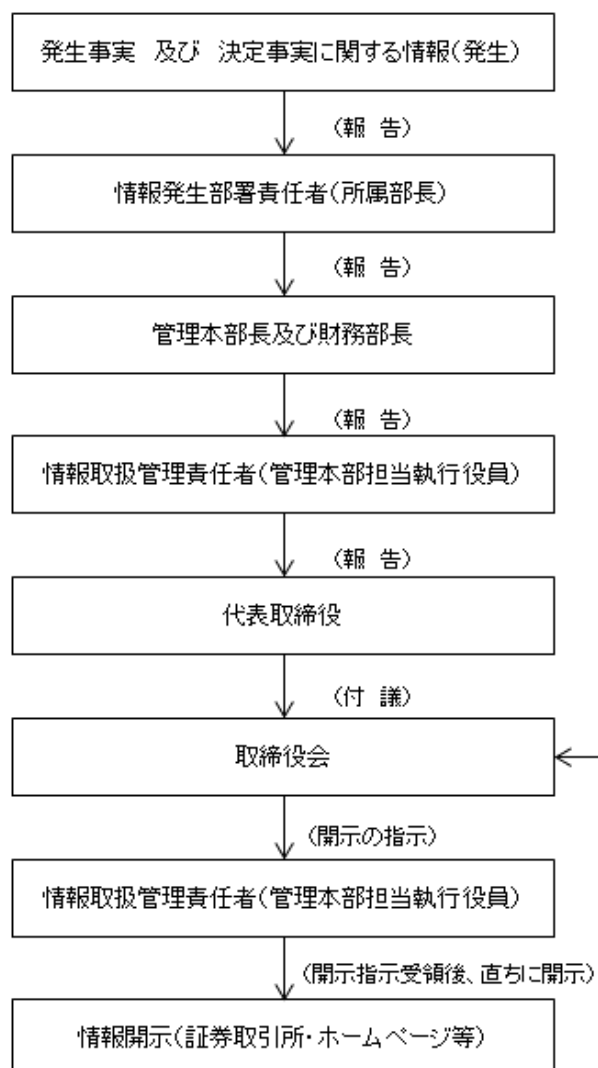 発生事実　及び　決定事実に関する情報(発生)
(報　告)
情報発生部署責任者(所属部長)
(報　告)
管理本部長及び財務部長
(報　告)
情報取扱管理責任者(管理本部担当執行役員)
(報　告)
代表取締役
(付　議)
取締役会
(開示の指示)
情報取扱管理責任者(管理本部担当執行役員)
(開示指示受領後、直ちに開示)
情報開示(証券取引所・ホームページ等)